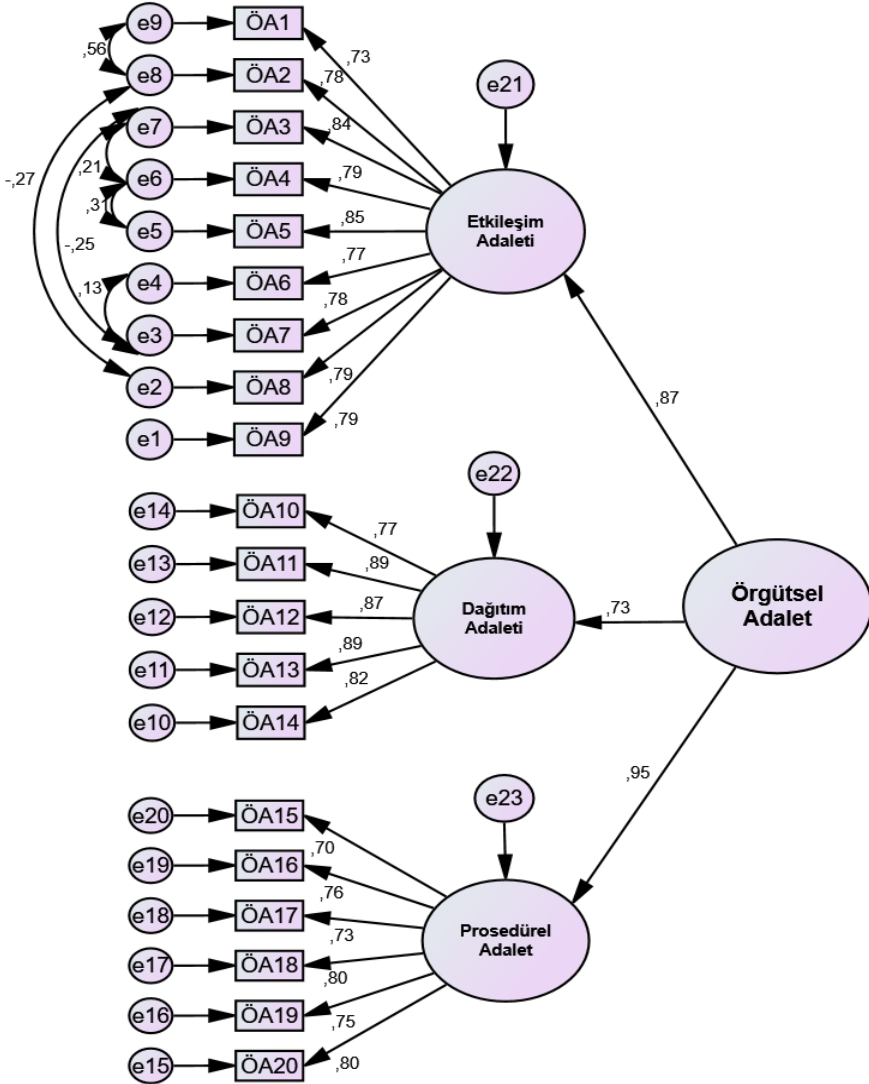 e9
ÖA1
,73
,56
e8
ÖA2
,78
e21
e7
ÖA3
,84
-,27
,21
e6
ÖA4
,79
,3
e5
ÖA5
,85
Etkileşim
Adaleti
-,25
e4
ÖA6
,77
,13
e3
ÖA7
,78
e2
ÖA8
,79
e1
ÖA9
,79
,87
e22
e14
ÖA10
,77
e13
ÖA11
,89
e12
ÖA12
,87
Dağıtım
Adaleti
,73
Örgütsel
Adalet
e11
ÖA13
,89
e10
ÖA14
,82
,95
e23
e20
ÖA15
,70
e19
ÖA16
,76
e18
ÖA17
,73
Prosedürel
Adalet
e17
ÖA18
,80
e16
ÖA19
,75
e15
ÖA20
,80